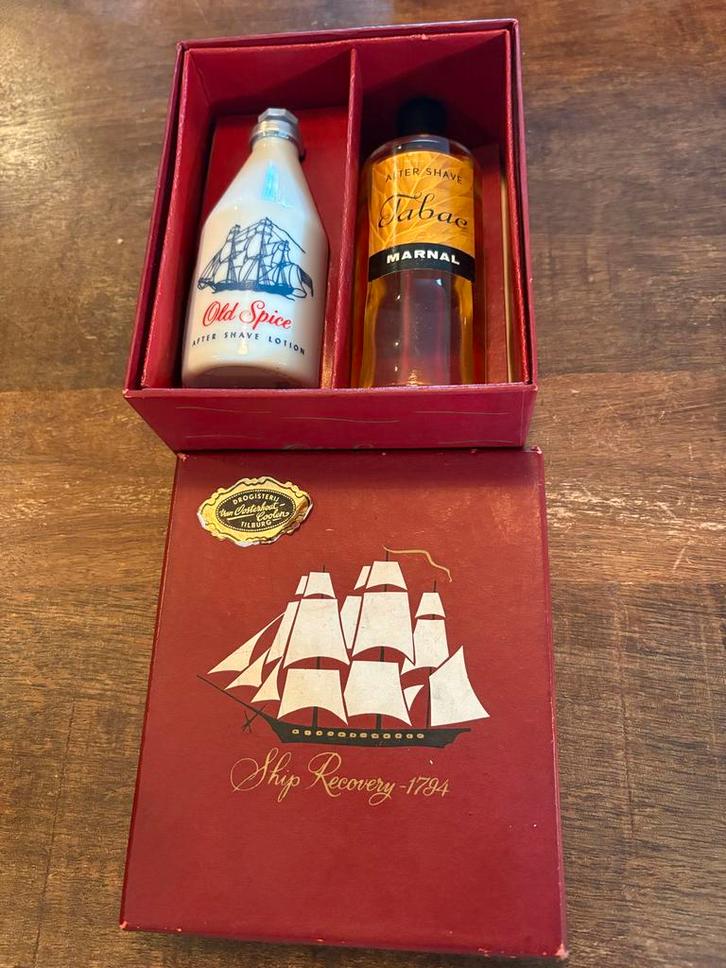 Old Spice
AFTER SHAVE LOTION
AFTER SHAVE
Tabac
MARNAL
DROGISTERIJ
Van Oosterhout-
Coolen
TILBURG
Ship Recovery-1794